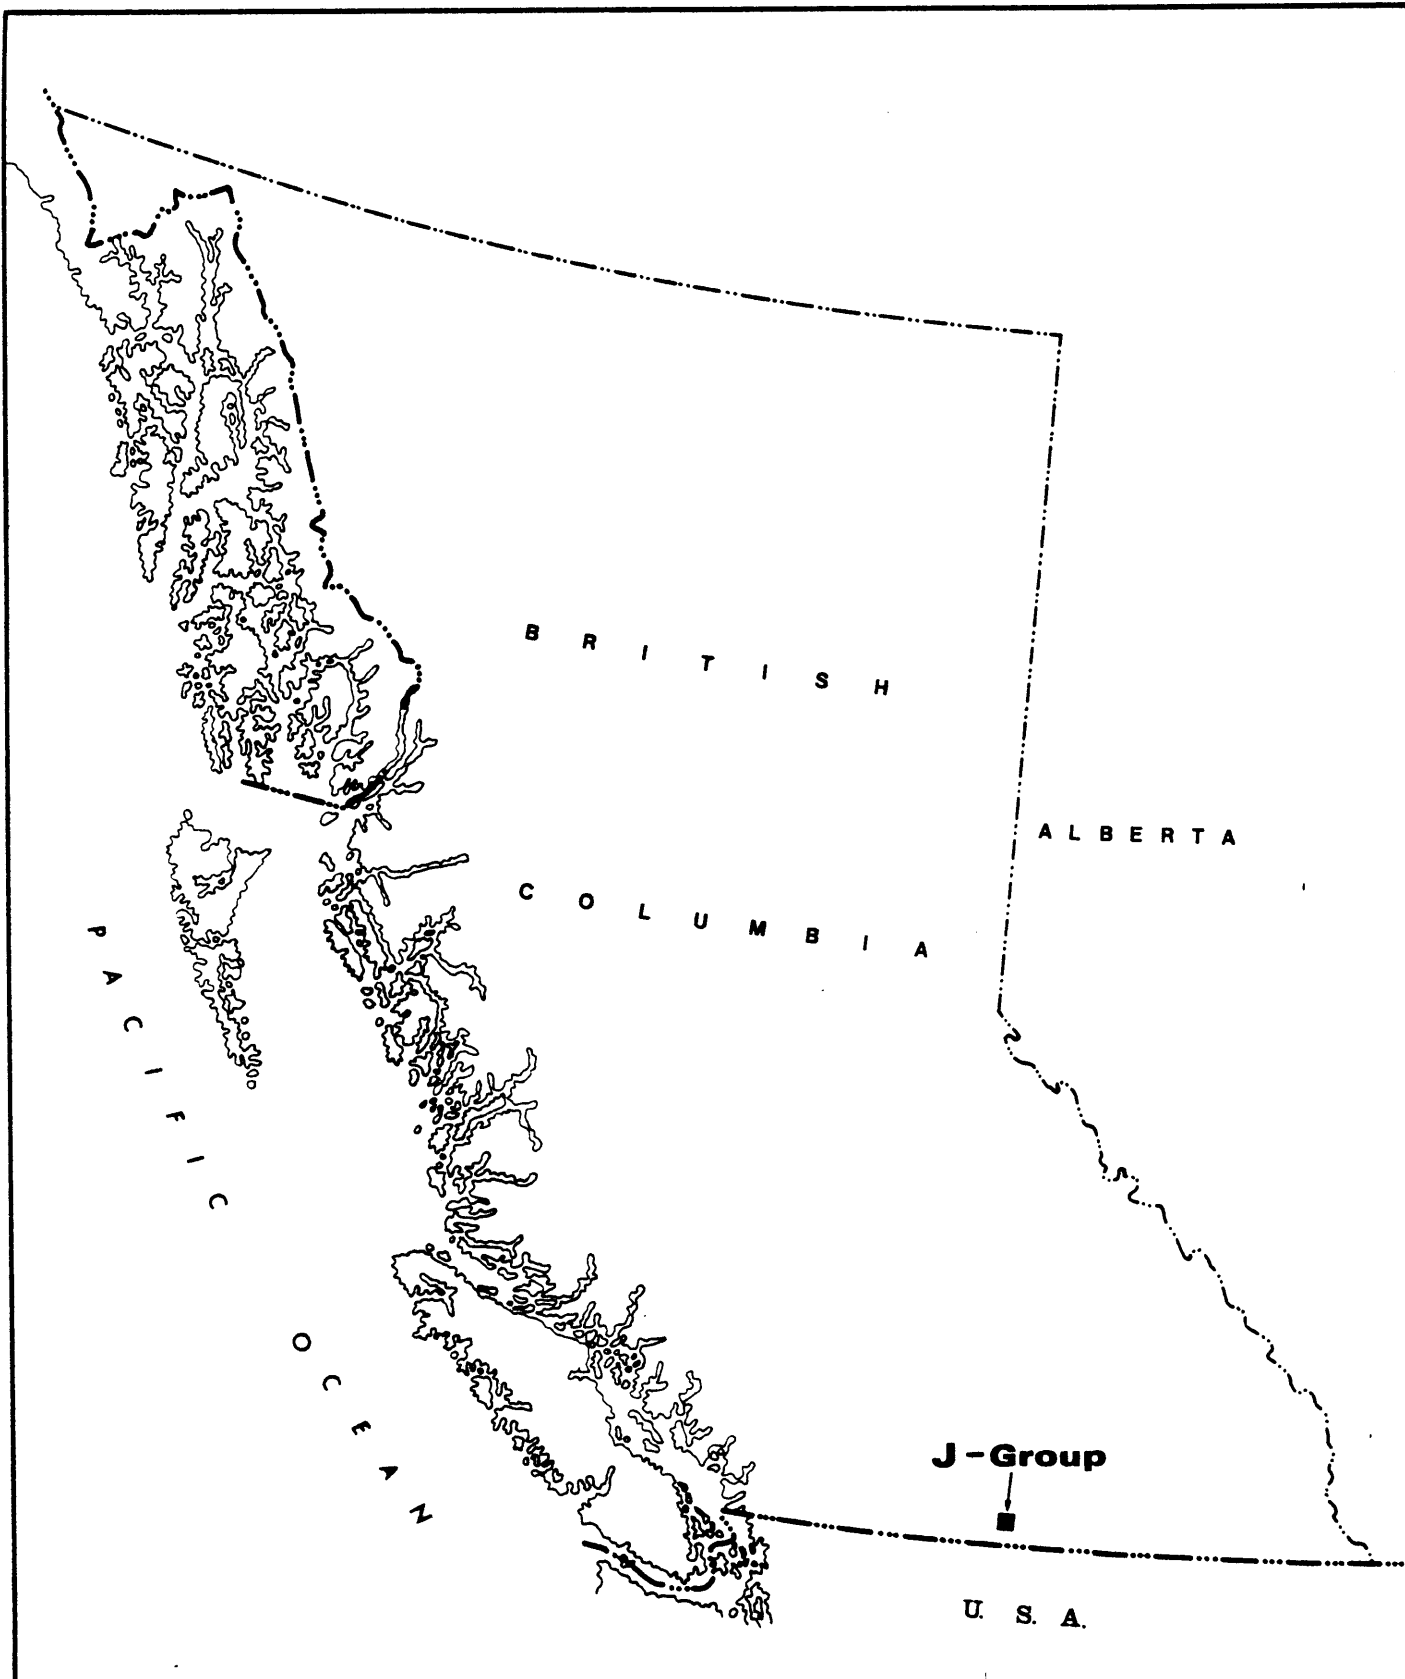 BRITISH
COLUMBIA
ALBERTA
PACIFIC
OCEAN
J-Group
U. S. A.